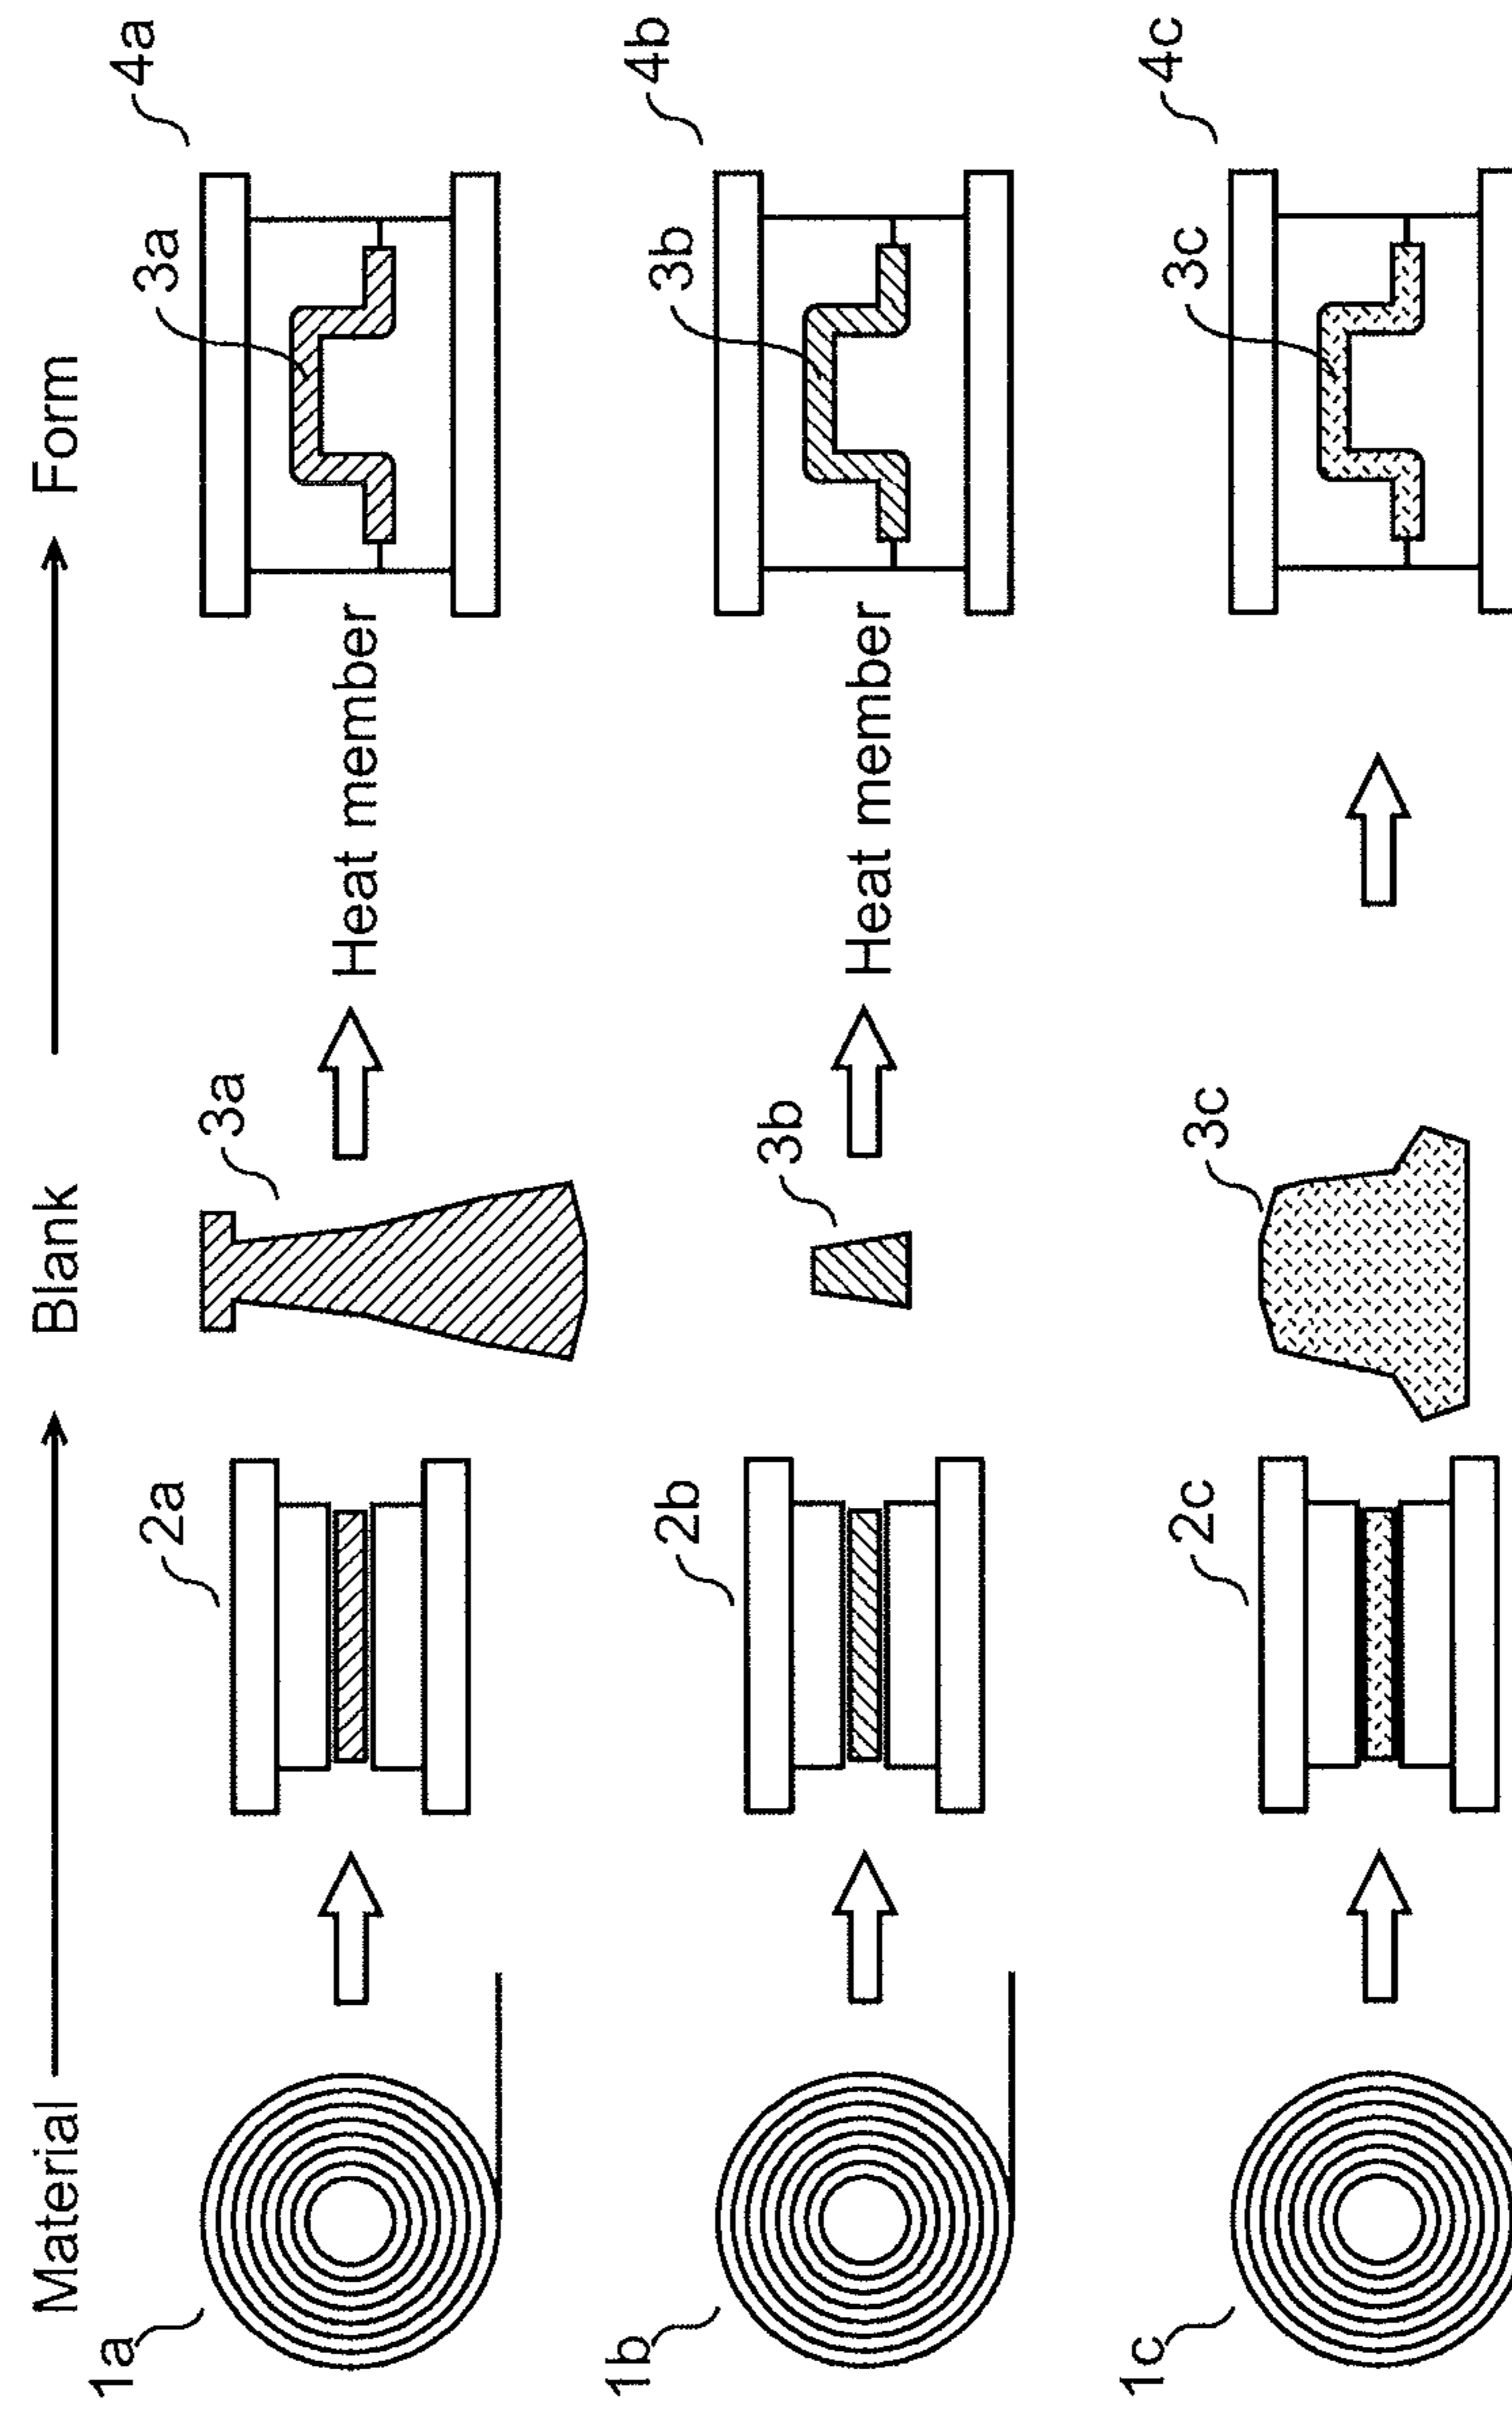 Material
Blank
Form
1a
2a
3a
Heat member
3a
4a
1b
2b
3b
Heat member
3b
4b
1c
2c
3c
3c
4c